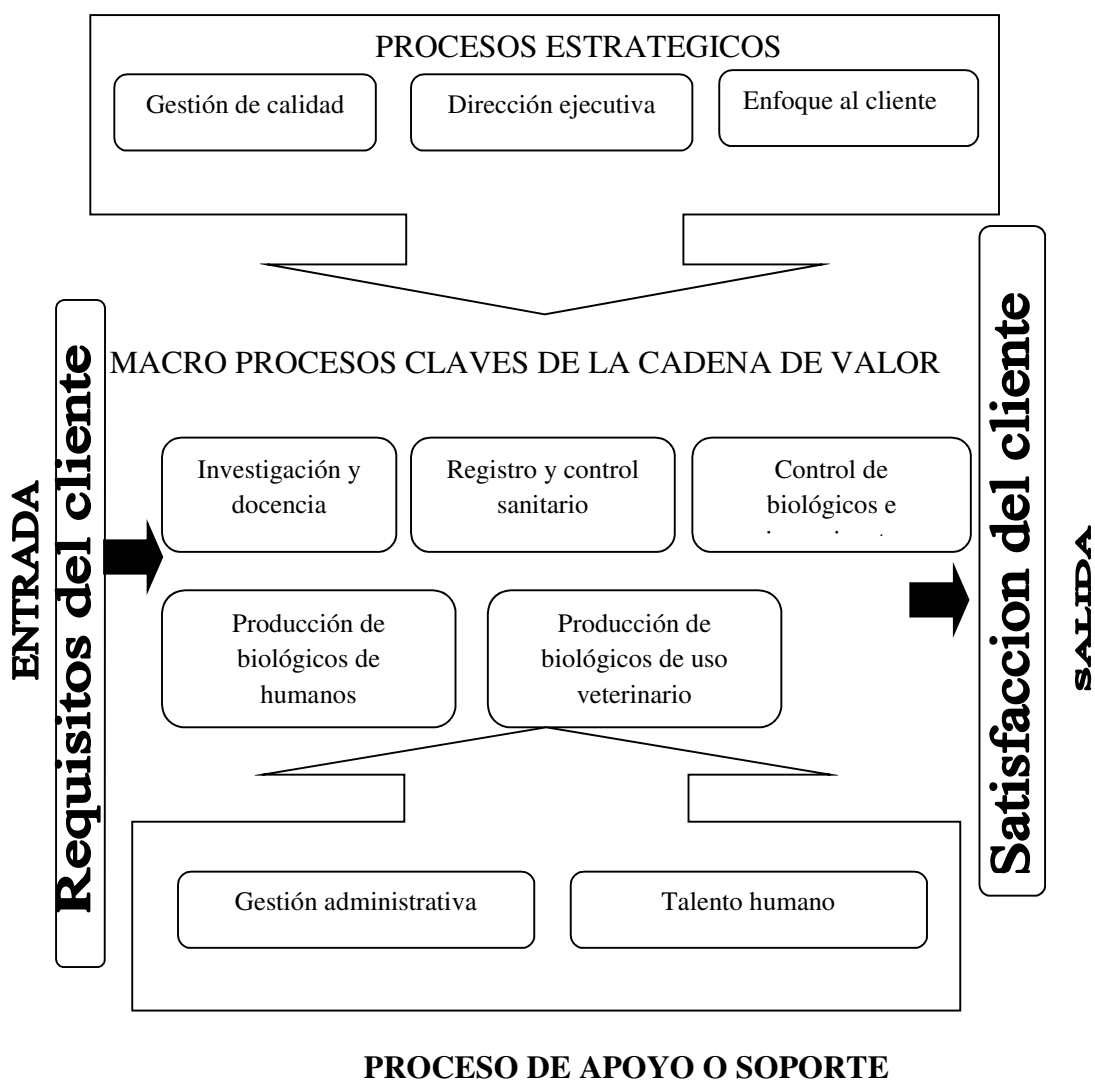 PROCESOS ESTRATEGICOS
Gestión de calidad
Dirección ejecutiva
Enfoque al cliente
MACRO PROCESOS CLAVES DE LA CADENA DE VALOR
ENTRADA
Requisitos del cliente
Investigación y
docencia
Registro y control
sanitario
Control de
biológicos e
Producción de
biológicos de
humanos
Producción de
biológicos de uso
veterinario
Satisfaccion del cliente
SALIDA
Gestión administrativa
Talento humano
PROCESO DE APOYO O SOPORTE